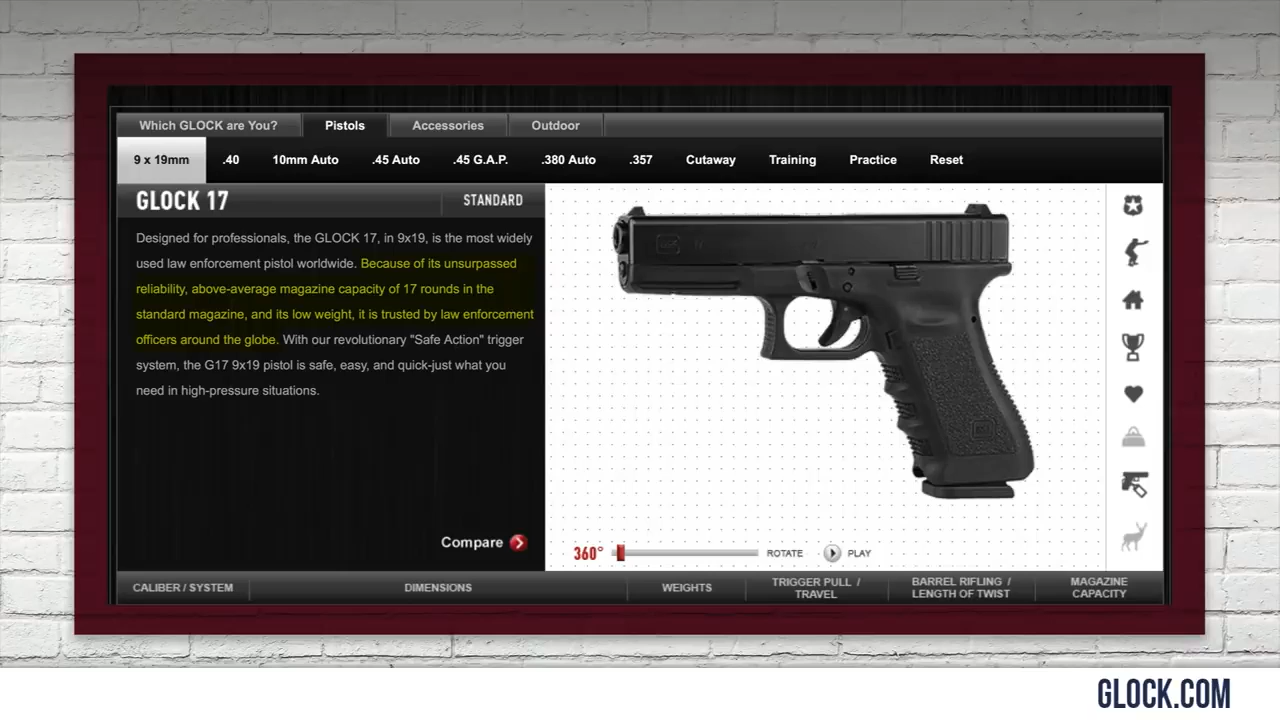 Which GLOCK are You?
Pistols
Accessories
Outdoor
9 x 19mm
.40
10mm Auto
.45 Auto
.45 G.A.P.
.380 Auto
.357
Cutaway
Training
Practice
Reset
GLOCK 17
STANDARD
Designed for professionals, the GLOCK 17, in 9x19, is the most widely
used law enforcement pistol worldwide. Because of its unsurpassed
reliability, above-average magazine capacity of 17 rounds in the
standard magazine, and its low weight, it is trusted by law enforcement
officers around the globe. With our revolutionary "Safe Action" trigger
system, the G17 9x19 pistol is safe, easy, and quick-just what you
need in high-pressure situations.
Compare
360°
ROTATE
PLAY
CALIBER / SYSTEM
DIMENSIONS
WEIGHTS
TRIGGER PULL /
TRAVEL
BARREL RIFLING /
LENGTH OF TWIST
MAGAZINE
CAPACITY
GLOCK.COM